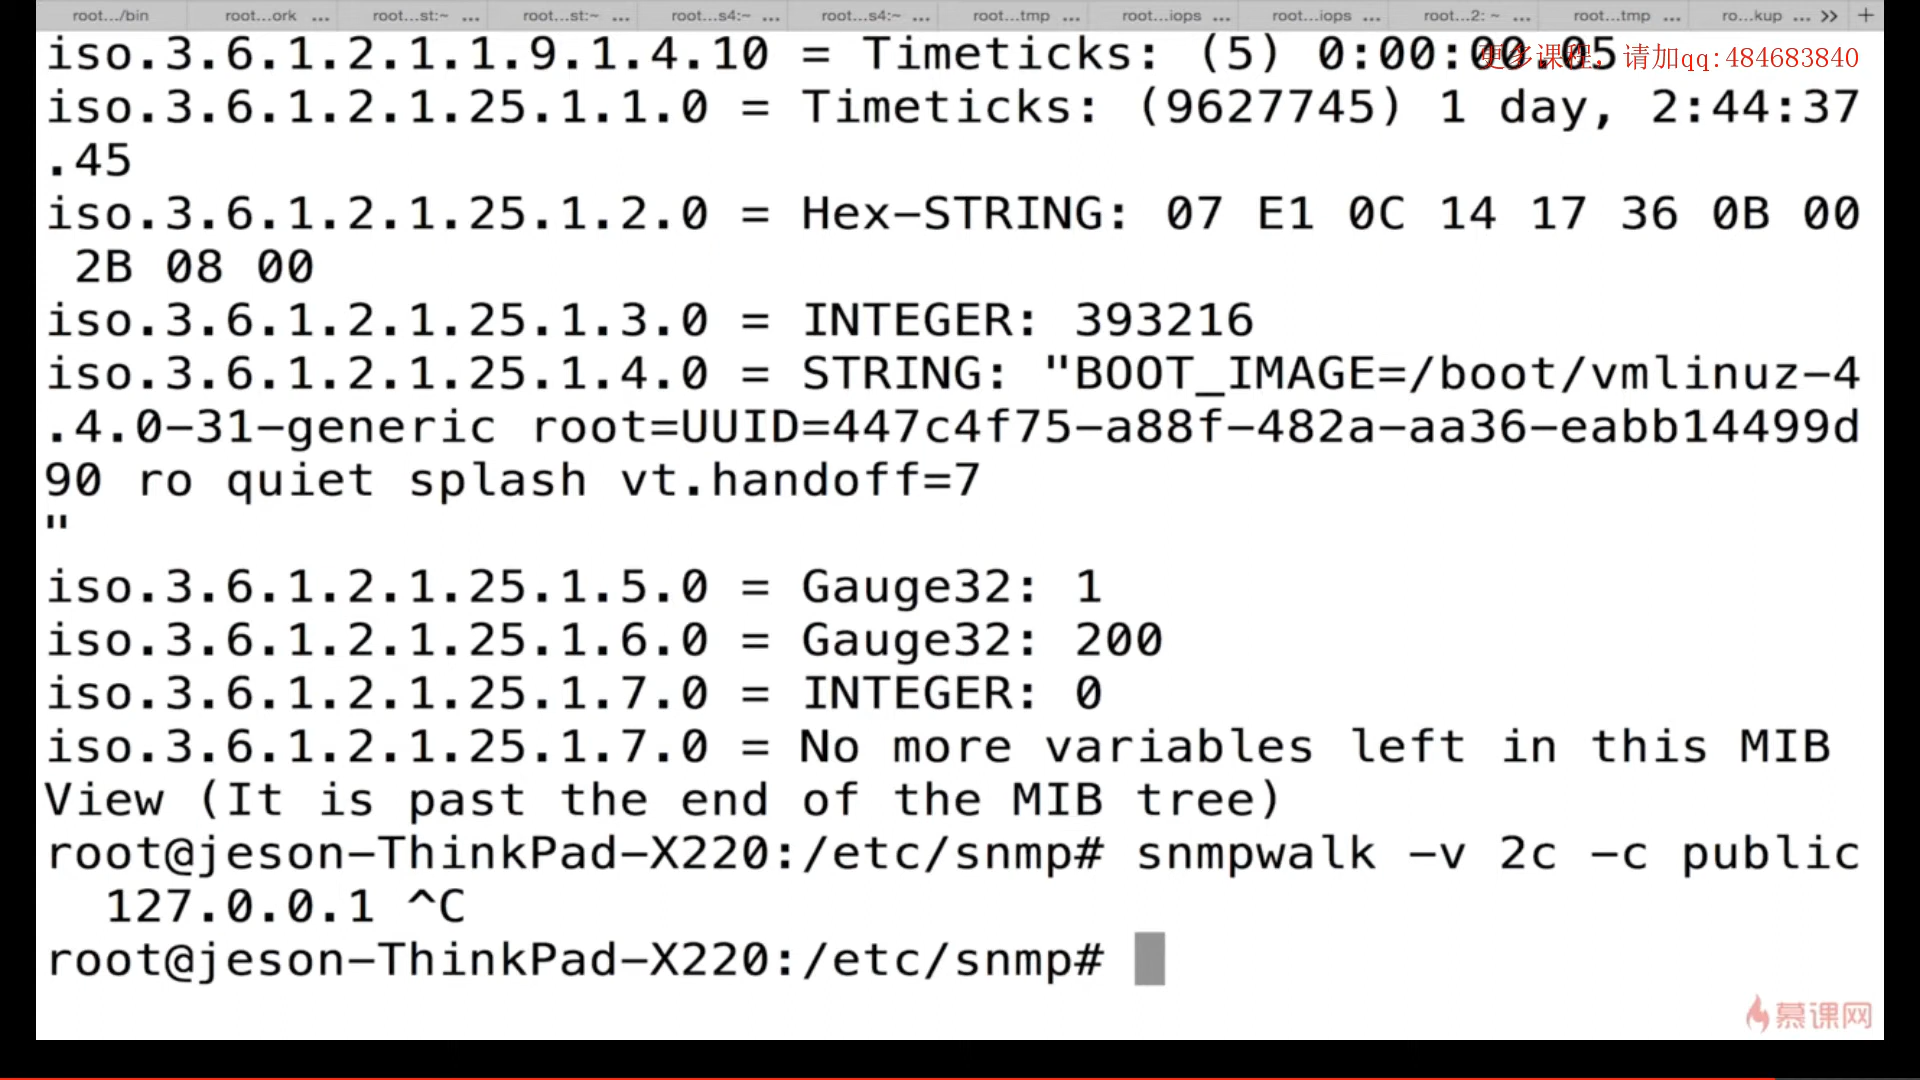 root.../bin root...ork ... root...st:~ ... root...st:~ ... root...s4:~ ... root...s4:~ ... root...tmp ... root...iops ... root...iops ... root...2: ~ ... root...tmp ... ro...kup ... >> +
iso.3.6.1.2.1.1.9.1.4.10 = Timeticks: (5) 0:00:00.05
更多课程，请加qq:484683840
iso.3.6.1.2.1.25.1.1.0 = Timeticks: (9627745) 1 day, 2:44:37
.45
iso.3.6.1.2.1.25.1.2.0 = Hex-STRING: 07 E1 0C 14 17 36 0B 00
2B 08 00
iso.3.6.1.2.1.25.1.3.0 = INTEGER: 393216
iso.3.6.1.2.1.25.1.4.0 = STRING: "BOOT_IMAGE=/boot/vmlinuz-4
.4.0-31-generic root=UUID=447c4f75-a88f-482a-aa36-eabb14499d
90 ro quiet splash vt.handoff=7
"
iso.3.6.1.2.1.25.1.5.0 = Gauge32: 1
iso.3.6.1.2.1.25.1.6.0 = Gauge32: 200
iso.3.6.1.2.1.25.1.7.0 = INTEGER: 0
iso.3.6.1.2.1.25.1.7.0 = No more variables left in this MIB
View (It is past the end of the MIB tree)
root@jeson-ThinkPad-X220:/etc/snmp# snmpwalk -v 2c -c public
127.0.0.1 ^C
root@jeson-ThinkPad-X220:/etc/snmp#
慕课网